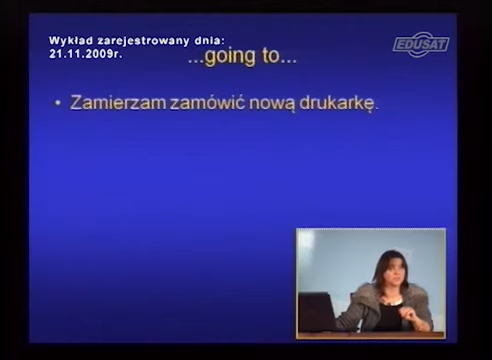 Wykład zarejestrowany dnia:
21.11.2009r.
EDUSAT
...going to...
• Zamierzam zamówić nową drukarkę.